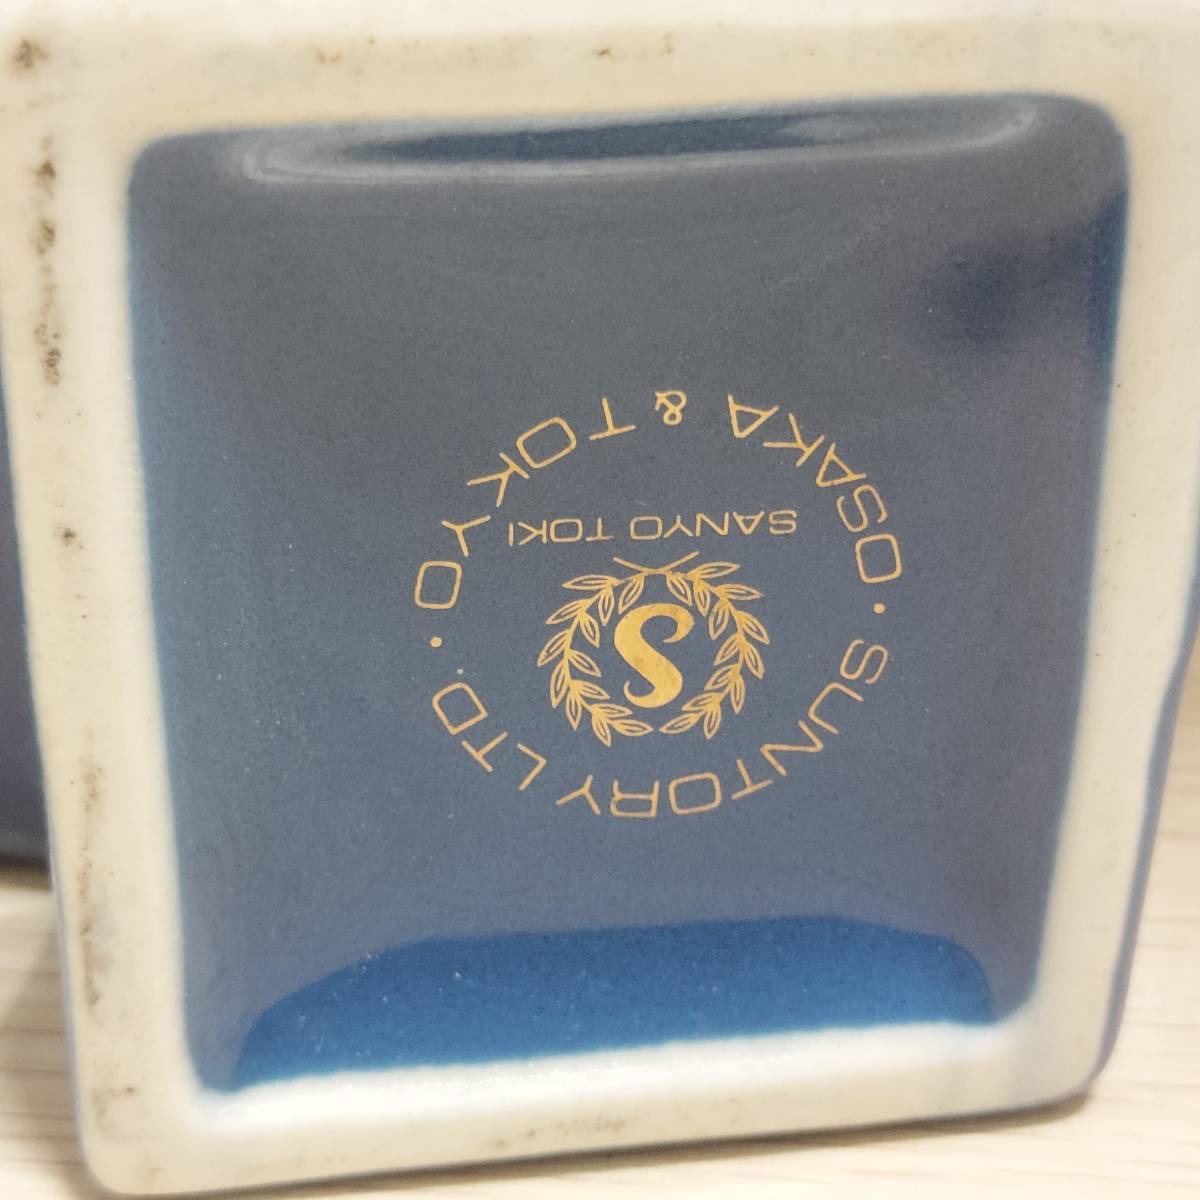 SUNTORY LTD.
S
SANYO TOKI
· OSAKA & TOKYO ·